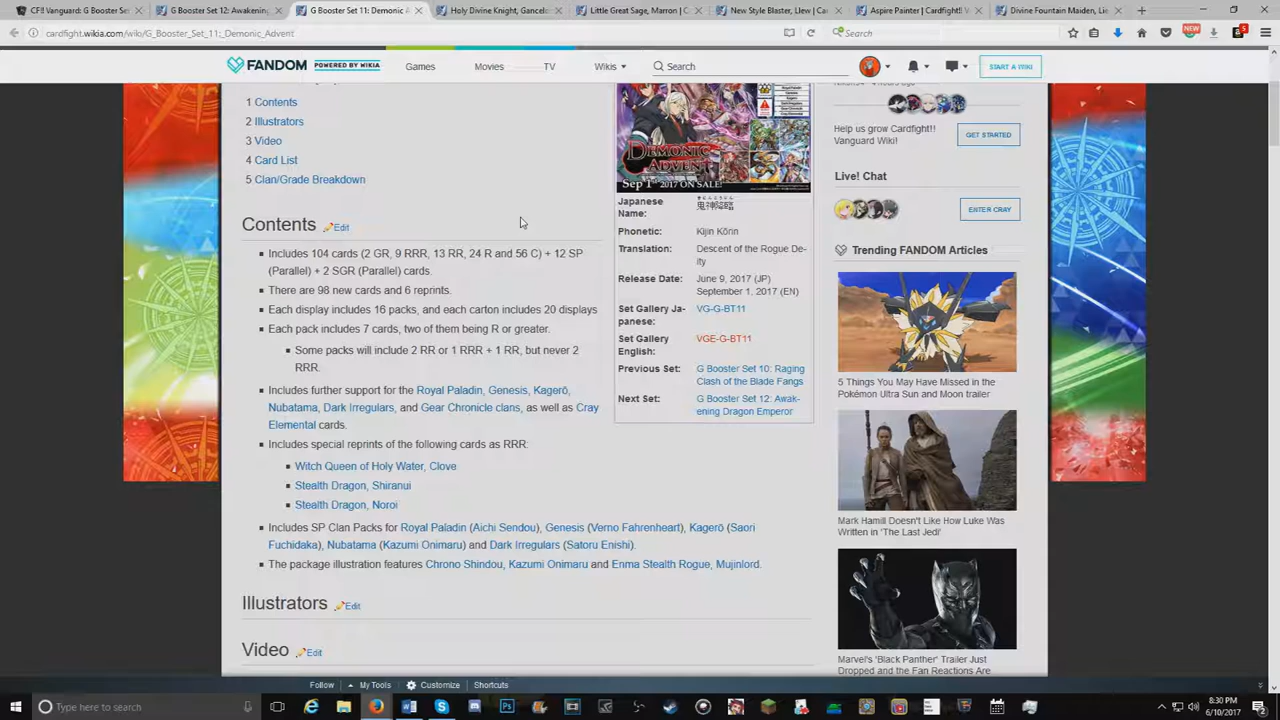 CF!! Vanguard: G Booster Set
G Booster Set 12: Awakening
G Booster Set 11: Demonic A
Holy Divine Knight, Gancelot
Little Great Sage, Marron | C
New Style Blaster, Llew | Car
Aspire Painter | Cardfight!! V
Divine Fountain Maiden, Li
cardfight.wikia.com/wiki/G_Booster_Set_11:_Demonic_Advent
Search
NEW
FANDOM POWERED BY WIKIA
Games
Movies
TV
Wikis
Search
START A WIKI
1 Contents
2 Illustrators
3 Video
4 Card List
5 Clan/Grade Breakdown
Contents Edit
Includes 104 cards (2 GR, 9 RRR, 13 RR, 24 R and 56 C) + 12 SP
(Parallel) + 2 SGR (Parallel) cards.
There are 98 new cards and 6 reprints.
Each display includes 16 packs, and each carton includes 20 displays
Each pack includes 7 cards, two of them being R or greater.
Some packs will include 2 RR or 1 RRR + 1 RR, but never 2
RRR.
Includes further support for the Royal Paladin, Genesis, Kagerō,
Nubatama, Dark Irregulars, and Gear Chronicle clans, as well as Cray
Elemental cards.
Includes special reprints of the following cards as RRR:
Witch Queen of Holy Water, Clove
Stealth Dragon, Shiranui
Stealth Dragon, Noroi
Includes SP Clan Packs for Royal Paladin (Aichi Sendou), Genesis (Verno Fahrenheart), Kagerō (Saori
Fuchidaka), Nubatama (Kazumi Onimaru) and Dark Irregulars (Satoru Enishi).
The package illustration features Chrono Shindou, Kazumi Onimaru and Enma Stealth Rogue, Mujinlord.
Illustrators Edit
Video Edit
DEMONIC
ADVENT
Sep 1st 2017 ON SALE!
Japanese
Name:
Phonetic: Kijin Kōrin
Translation: Descent of the Rogue De-
ity
Release Date: June 9, 2017 (JP)
September 1, 2017 (EN)
Set Gallery Ja-
panese: VG-G-BT11
Set Gallery
English: VGE-G-BT11
Previous Set: G Booster Set 10: Raging
Clash of the Blade Fangs
Next Set: G Booster Set 12: Awak-
ening Dragon Emperor
Help us grow Cardfight!!
Vanguard Wiki!
GET STARTED
Live! Chat
ENTER CRAY
Trending FANDOM Articles
5 Things You May Have Missed in the
Pokémon Ultra Sun and Moon trailer
Mark Hamill Doesn't Like How Luke Was
Written in 'The Last Jedi'
Marvel's 'Black Panther' Trailer Just
Dropped and the Fan Reactions Are
Follow
My Tools
Customize
Shortcuts
Type here to search
8:30 PM
6/10/2017